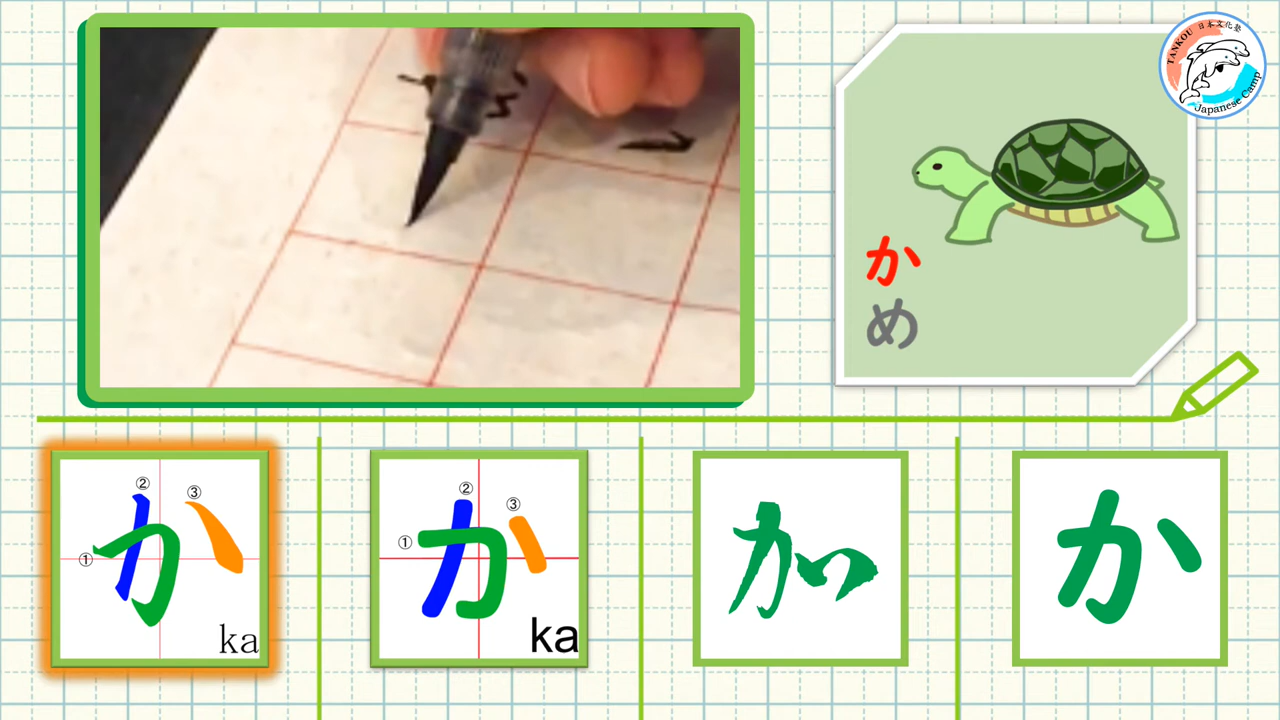 TANKOU 日本文化塾
Japanese Camp
か
め
① ② ③
か
ka
① ② ③
か
ka
加
か